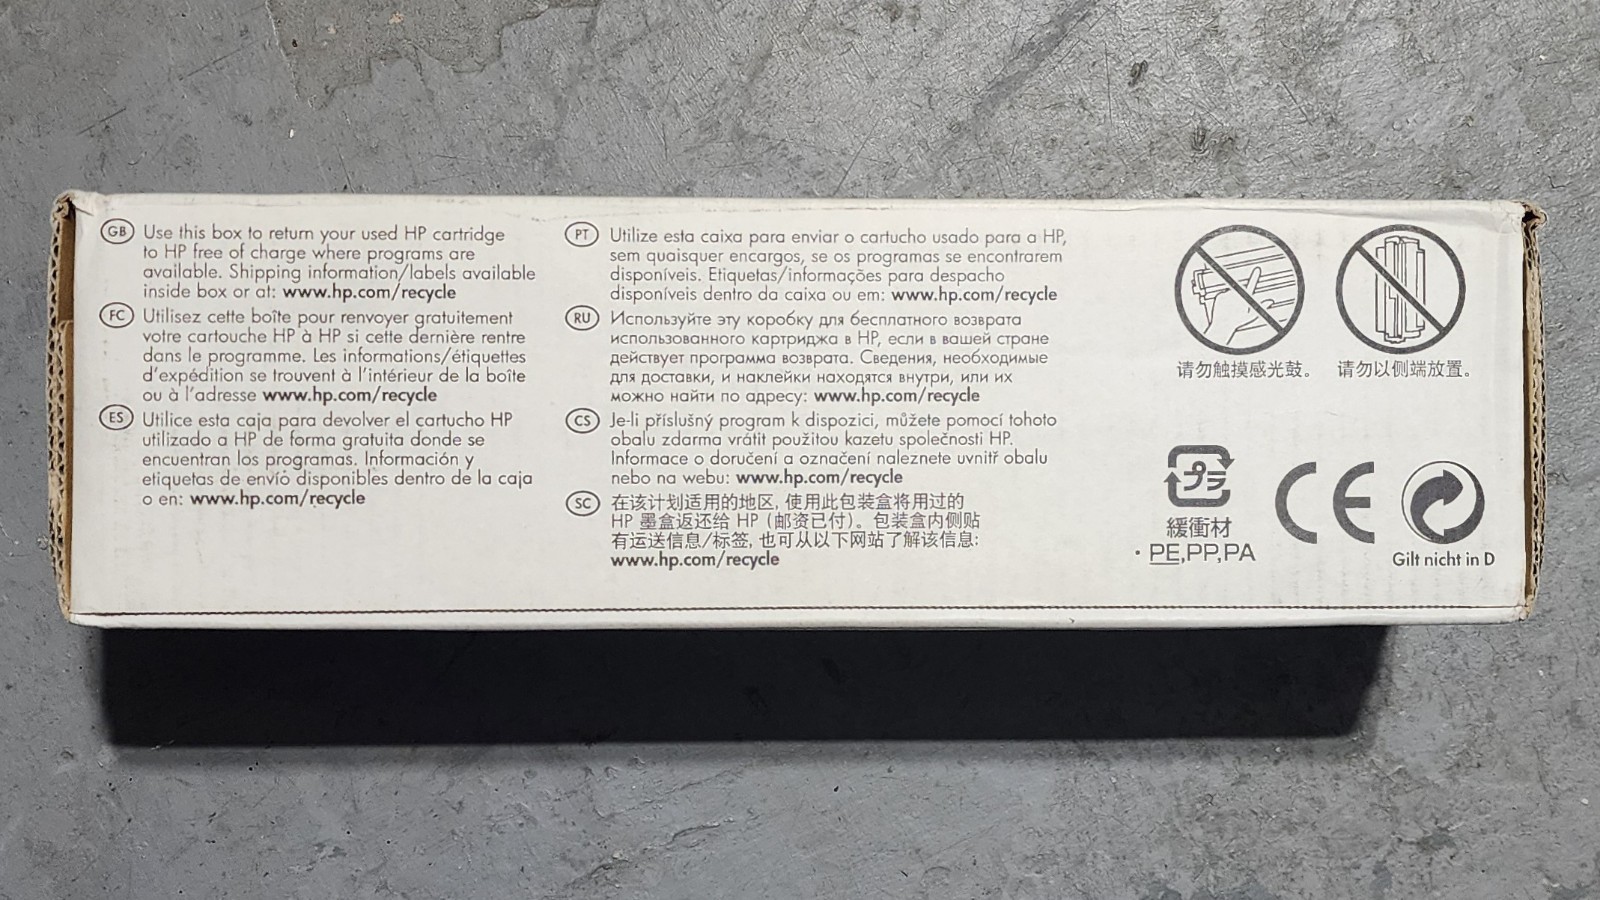 GB Use this box to return your used HP cartridge
to HP free of charge where programs are
available. Shipping information/labels available
inside box or at: www.hp.com/recycle
FC Utilisez cette boîte pour renvoyer gratuitement
votre cartouche HP à HP si cette dernière rentre
dans le programme. Les informations/étiquettes
d'expédition se trouvent à l'intérieur de la boîte
ou à l'adresse www.hp.com/recycle
ES Utilice esta caja para devolver el cartucho HP
utilizado a HP de forma gratuita donde se
encuentran los programas. Información y
etiquetas de envío disponibles dentro de la caja
o en: www.hp.com/recycle
PT Utilize esta caixa para enviar o cartucho usado para a HP,
sem quaisquer encargos, se os programas se encontrarem
disponíveis. Etiquetas/informações para despacho
disponíveis dentro da caixa ou em: www.hp.com/recycle
RU Используйте эту коробку для бесплатного возврата
использованного картриджа в HP, если в вашей стране
действует программа возврата. Сведения, необходимые
для доставки, и наклейки находятся внутри, или их
можно найти по адресу: www.hp.com/recycle
CS Je-li příslušný program k dispozici, můžete pomocí tohoto
obalu zdarma vrátit použitou kazetu společnosti HP.
Informace o doručení a označení naleznete uvnitř obalu
nebo na webu: www.hp.com/recycle
SC 在该计划适用的地区, 使用此包装盒将用过的
HP 墨盒返还给 HP (邮资已付)。包装盒内侧贴
有运送信息/标签, 也可从以下网站了解该信息:
www.hp.com/recycle
请勿触摸感光鼓。 请勿以侧端放置。
プラ
緩衝材
・PE,PP,PA
CE
Gilt nicht in D